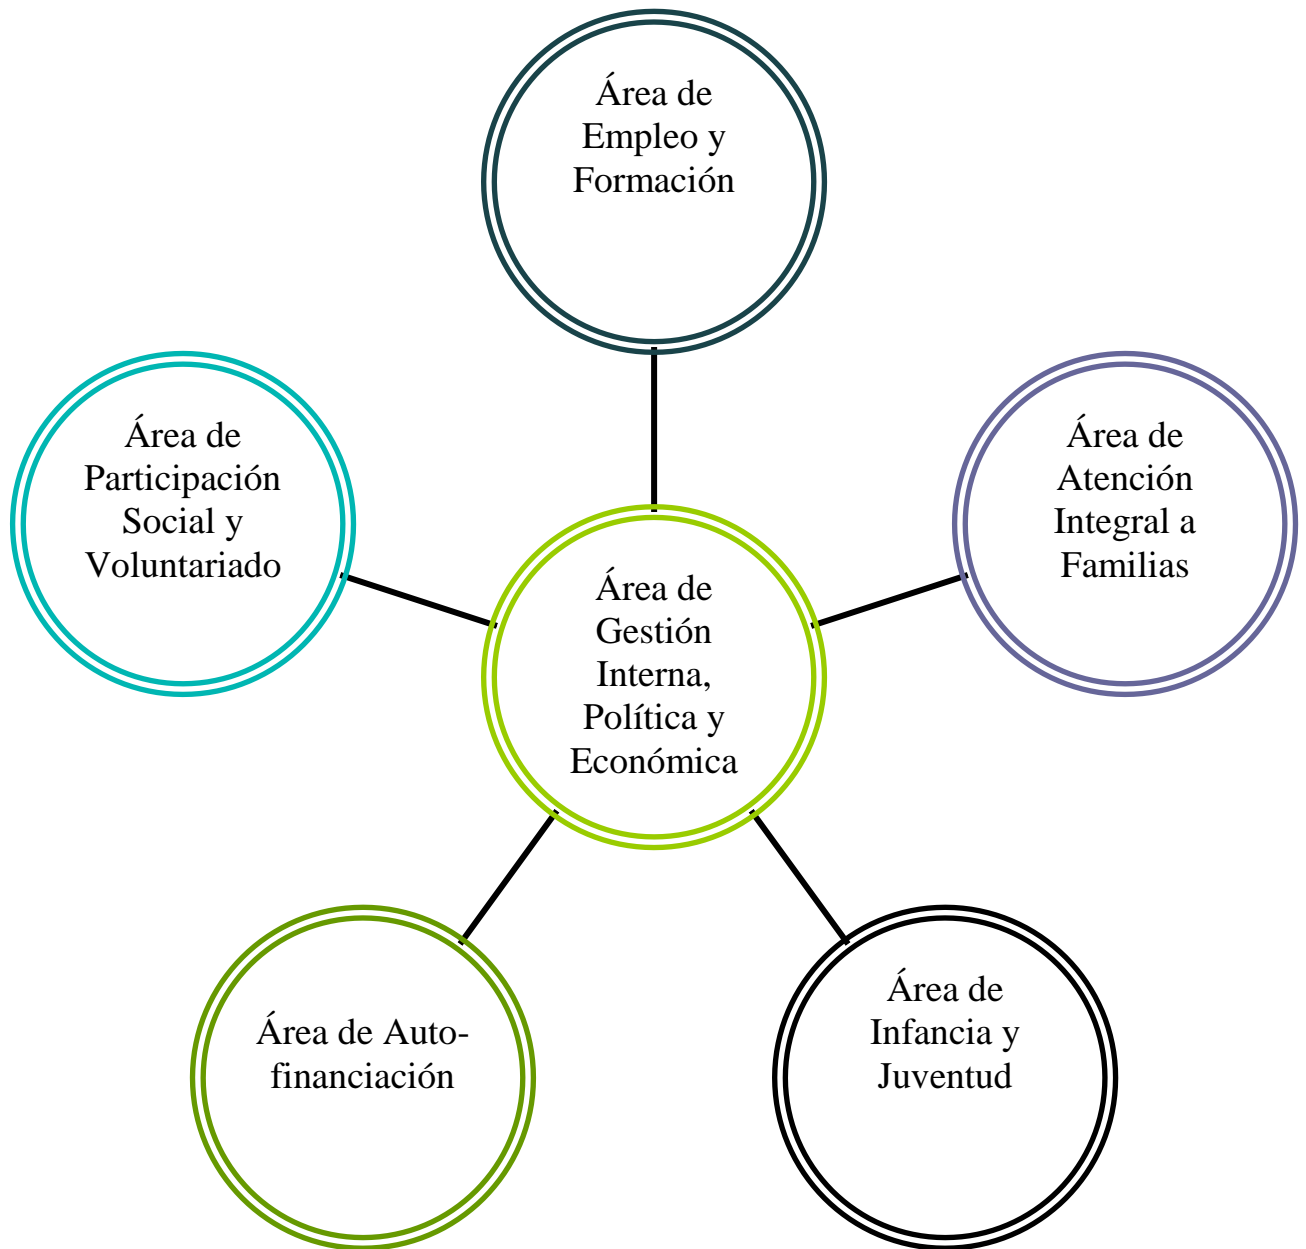 Área de
Empleo y
Formación
Área de
Participación
Social y
Voluntariado
Área de
Atención
Integral a
Familias
Área de
Gestión
Interna,
Política y
Económica
Área de Auto-
financiación
Área de
Infancia y
Juventud